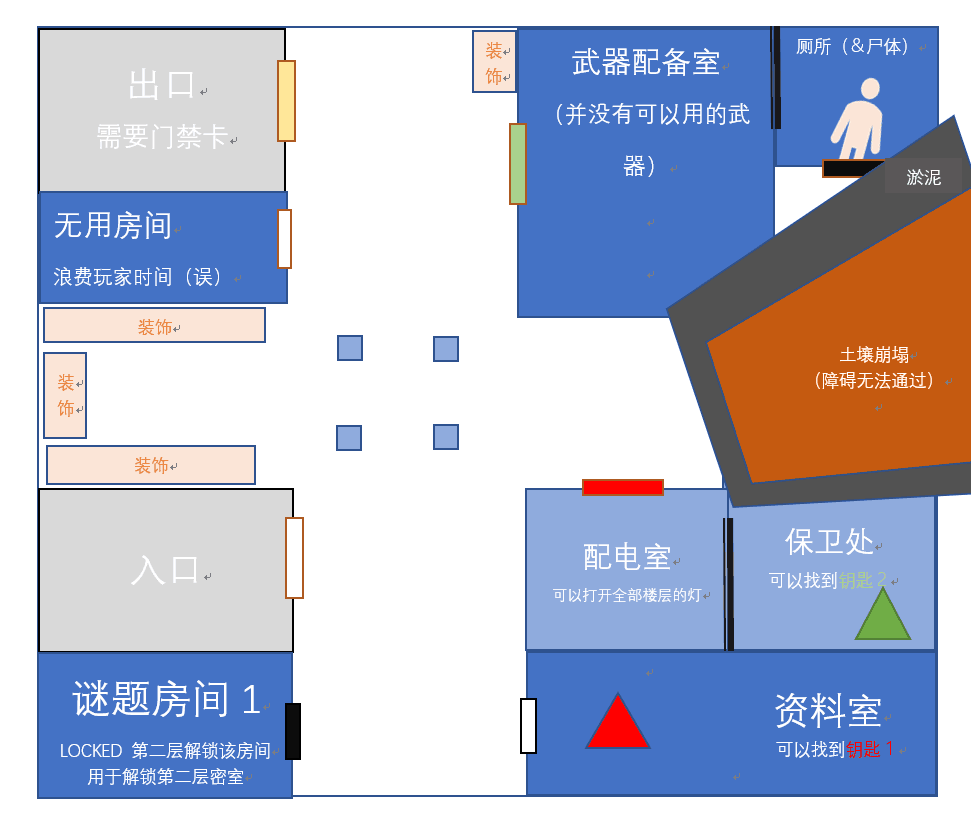 出口
需要门禁卡
装
饰
武器配备室
（并没有可以用的武
器）
厕所（＆尸体）
淤泥
无用房间
浪费玩家时间（误）
装饰
装
饰
装饰
土壤崩塌
（障碍无法通过）
入口
配电室
可以打开全部楼层的灯
保卫处
可以找到钥匙 2
谜题房间 1
LOCKED 第二层解锁该房间
用于解锁第二层密室
资料室
可以找到钥匙 1